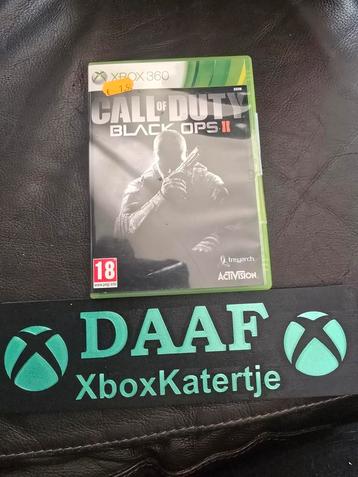 XBOX 360
CALL OF DUTY
BLACK OPS II
18
treyarch
ACTIVISION
DAAF
XboxKatertje